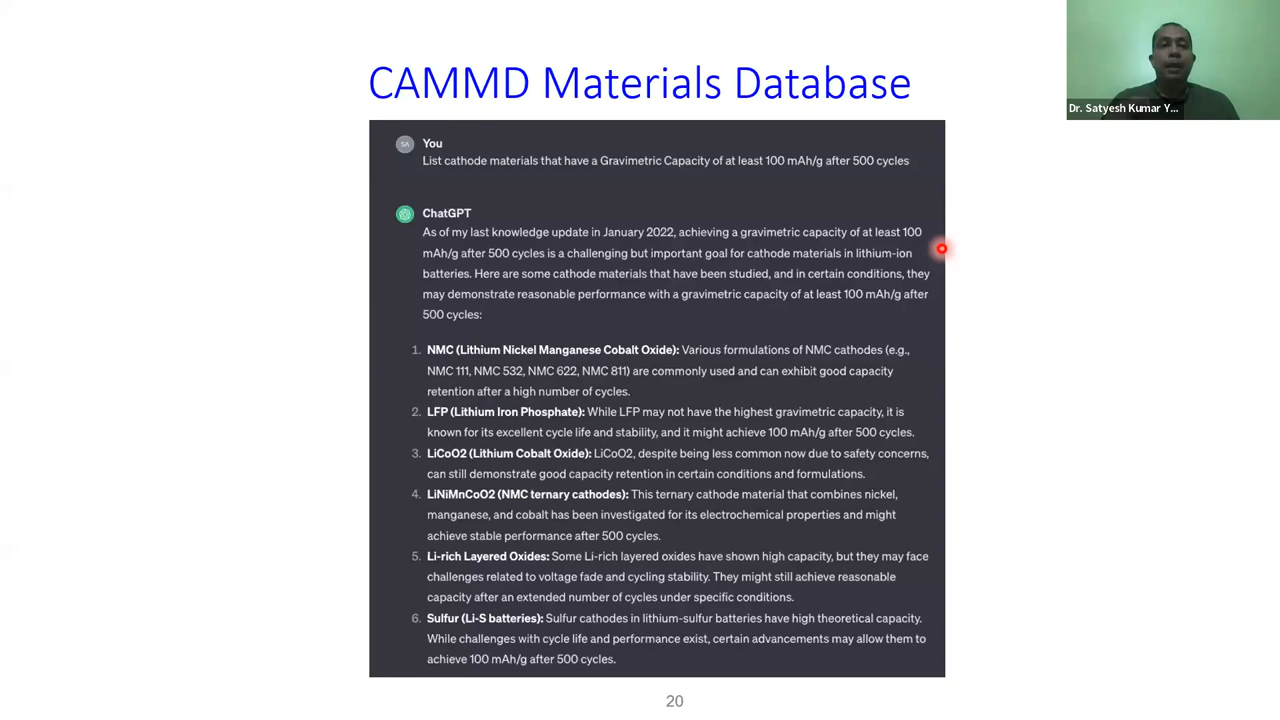 CAMMD Materials Database
Dr. Satyesh Kumar Y...
SA
You
List cathode materials that have a Gravimetric Capacity of at least 100 mAh/g after 500 cycles
ChatGPT
As of my last knowledge update in January 2022, achieving a gravimetric capacity of at least 100
mAh/g after 500 cycles is a challenging but important goal for cathode materials in lithium-ion
batteries. Here are some cathode materials that have been studied, and in certain conditions, they
may demonstrate reasonable performance with a gravimetric capacity of at least 100 mAh/g after
500 cycles:
1. NMC (Lithium Nickel Manganese Cobalt Oxide): Various formulations of NMC cathodes (e.g.,
NMC 111, NMC 532, NMC 622, NMC 811) are commonly used and can exhibit good capacity
retention after a high number of cycles.
2. LFP (Lithium Iron Phosphate): While LFP may not have the highest gravimetric capacity, it is
known for its excellent cycle life and stability, and it might achieve 100 mAh/g after 500 cycles.
3. LiCoO2 (Lithium Cobalt Oxide): LiCoO2, despite being less common now due to safety concerns,
can still demonstrate good capacity retention in certain conditions and formulations.
4. LiNiMnCoO2 (NMC ternary cathodes): This ternary cathode material that combines nickel,
manganese, and cobalt has been investigated for its electrochemical properties and might
achieve stable performance after 500 cycles.
5. Li-rich Layered Oxides: Some Li-rich layered oxides have shown high capacity, but they may face
challenges related to voltage fade and cycling stability. They might still achieve reasonable
capacity after an extended number of cycles under specific conditions.
6. Sulfur (Li-S batteries): Sulfur cathodes in lithium-sulfur batteries have high theoretical capacity.
While challenges with cycle life and performance exist, certain advancements may allow them to
achieve 100 mAh/g after 500 cycles.
20